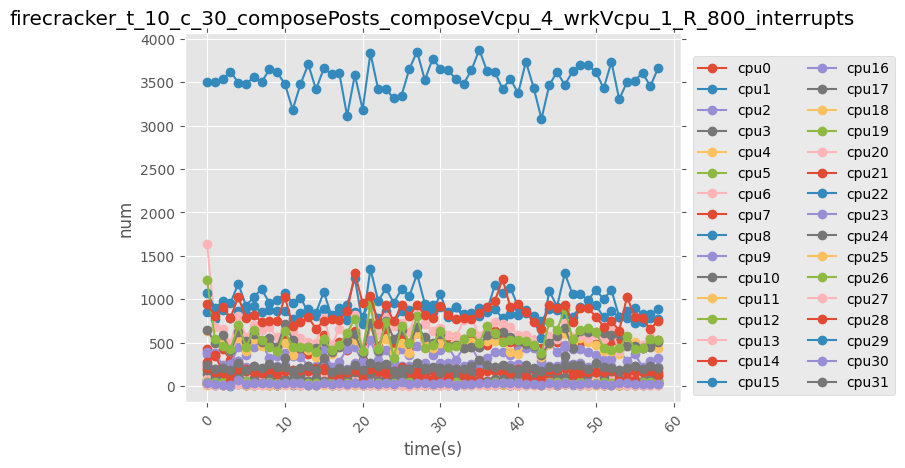 firecracker_t_10_c_30_composePosts_composeVcpu_4_wrkVcpu_1_R_800_interrupts
4000
3500
3000
2500
2000
1500
1000
500
0
num
0 10 20 30 40 50 60
time(s)
cpu0 cpu16
cpu1 cpu17
cpu2 cpu18
cpu3 cpu19
cpu4 cpu20
cpu5 cpu21
cpu6 cpu22
cpu7 cpu23
cpu8 cpu24
cpu9 cpu25
cpu10 cpu26
cpu11 cpu27
cpu12 cpu28
cpu13 cpu29
cpu14 cpu30
cpu15 cpu31